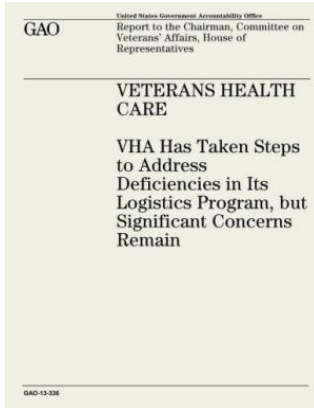 United States Government Accountability Office
GAO
Report to the Chairman, Committee on
Veterans' Affairs, House of
Representatives
VETERANS HEALTH
CARE
VHA Has Taken Steps
to Address
Deficiencies in Its
Logistics Program, but
Significant Concerns
Remain
GAO-13-336